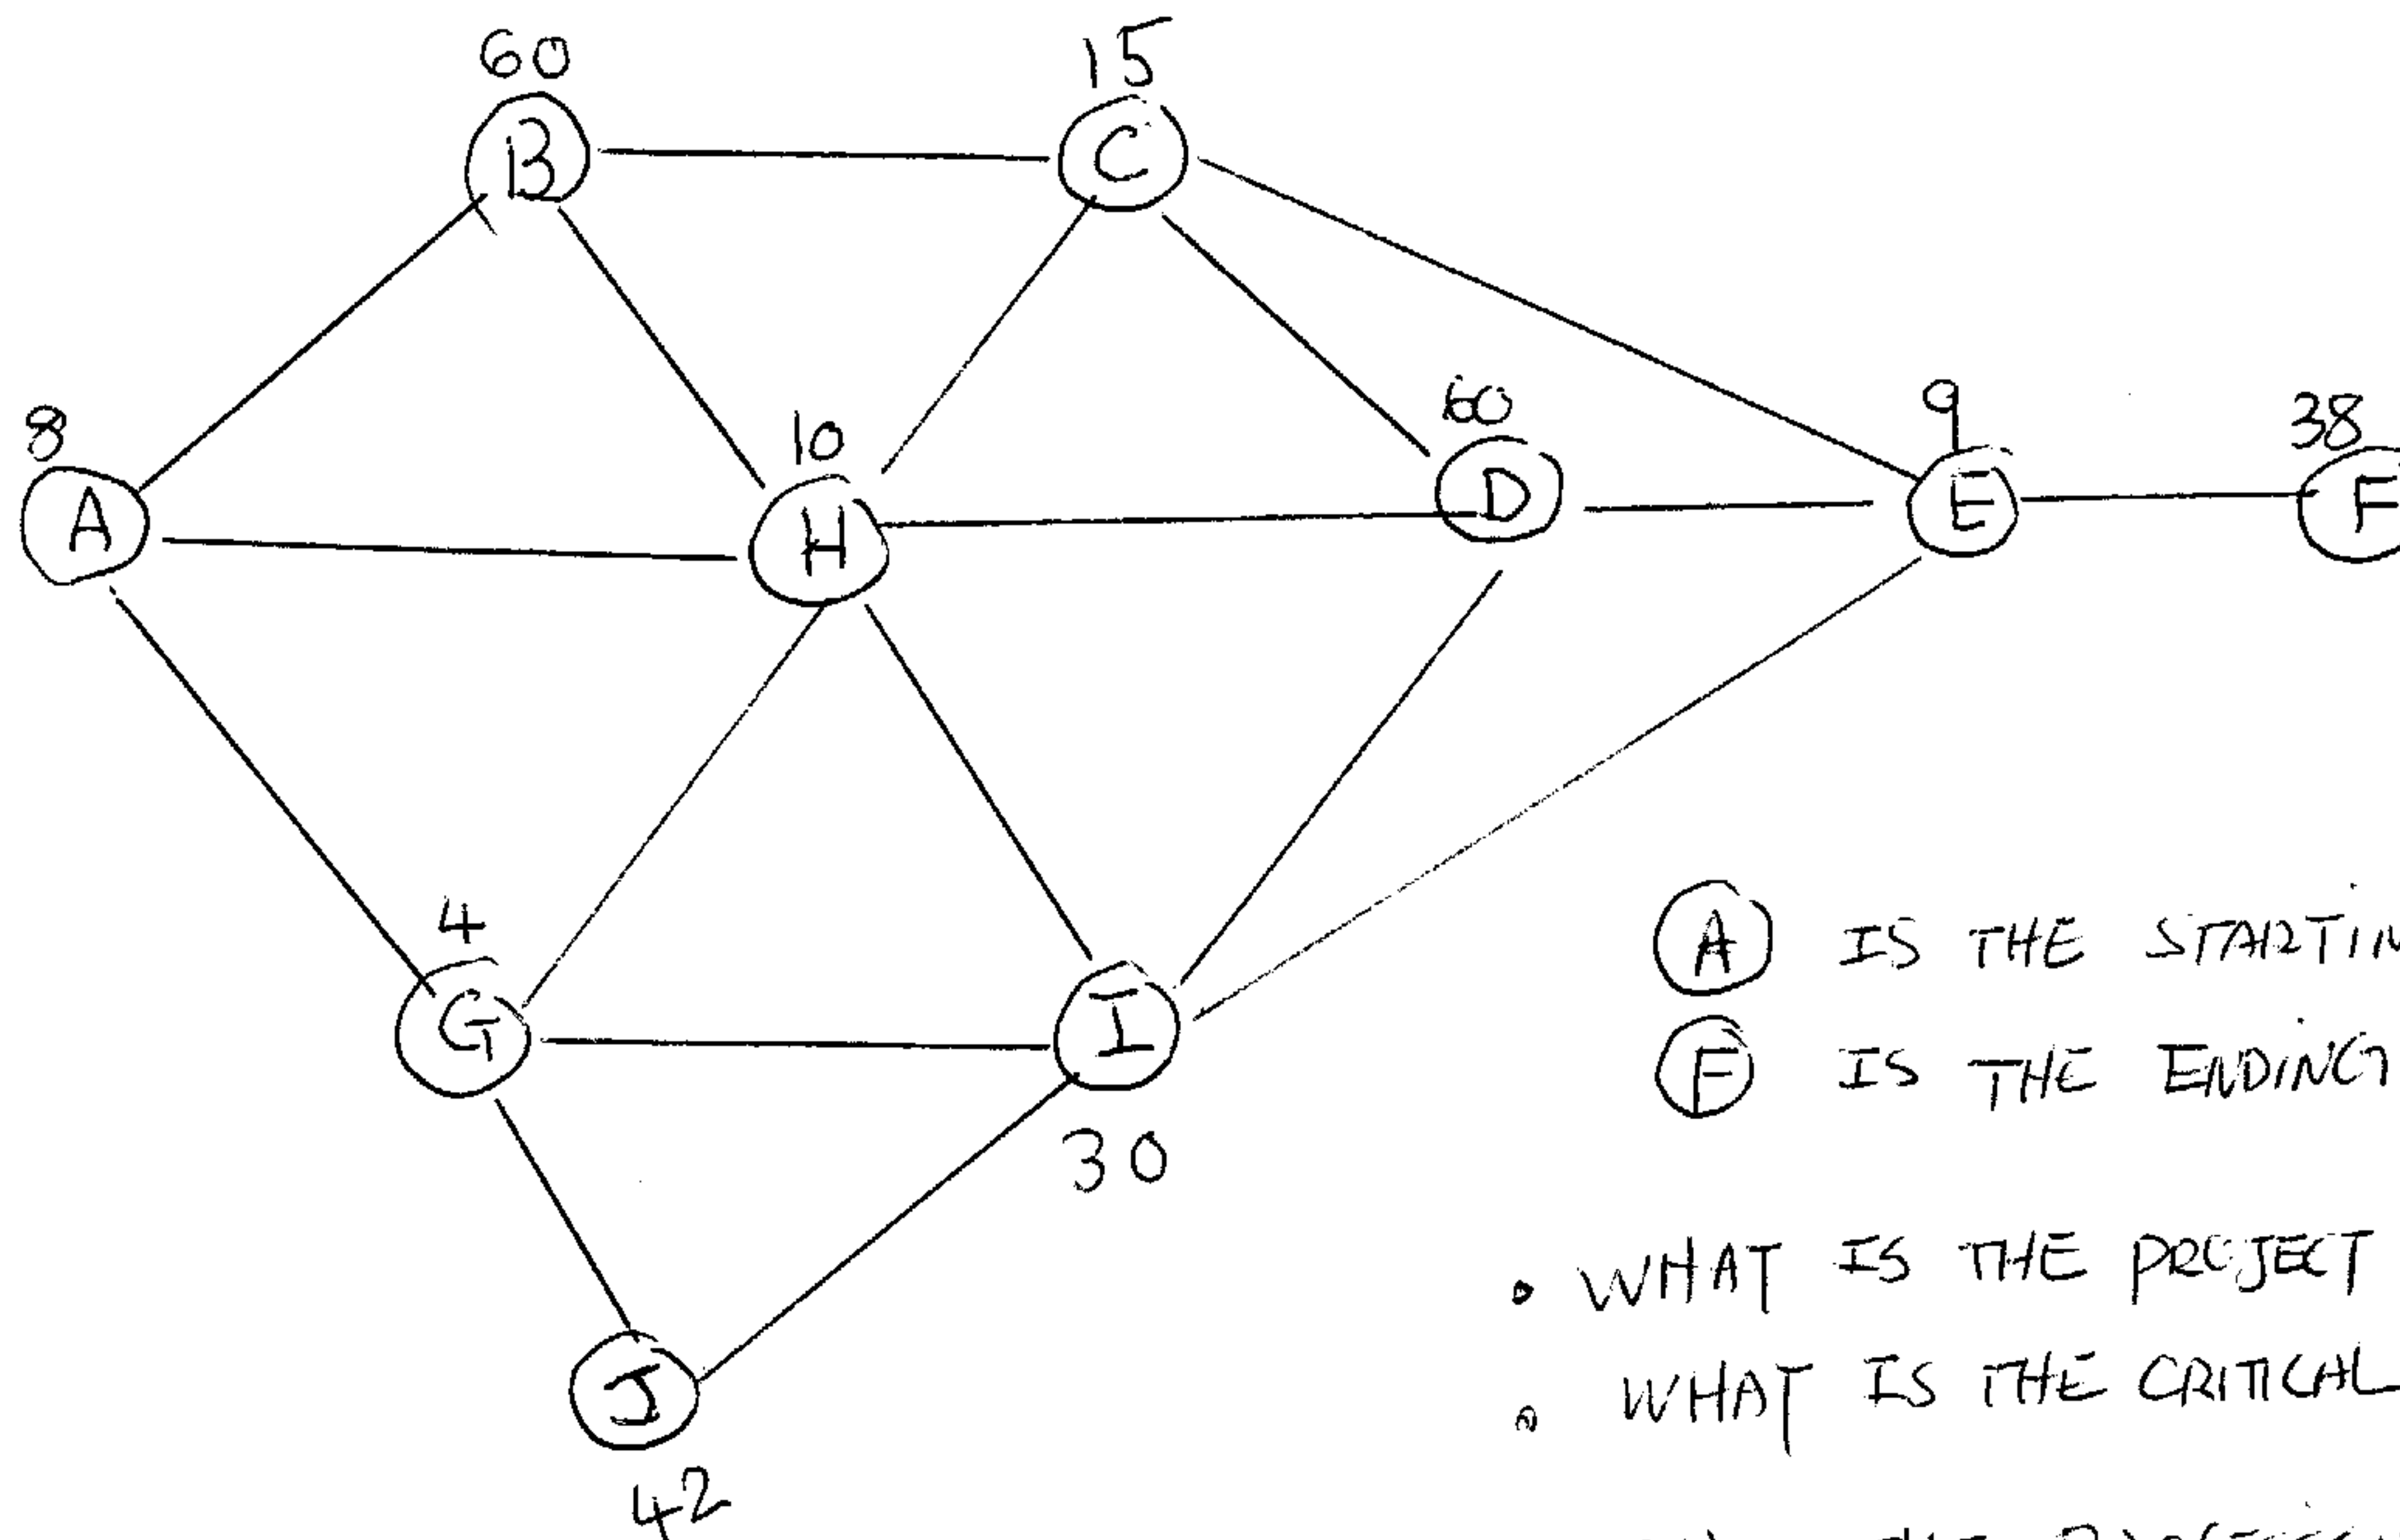 60
15
B
C
8
10
60
9
38
A
H
D
E
F
4
G
I
30
J
42
A IS THE STARTIN
F IS THE ENDING
• WHAT IS THE PROJECT
• WHAT IS THE CRITICAL